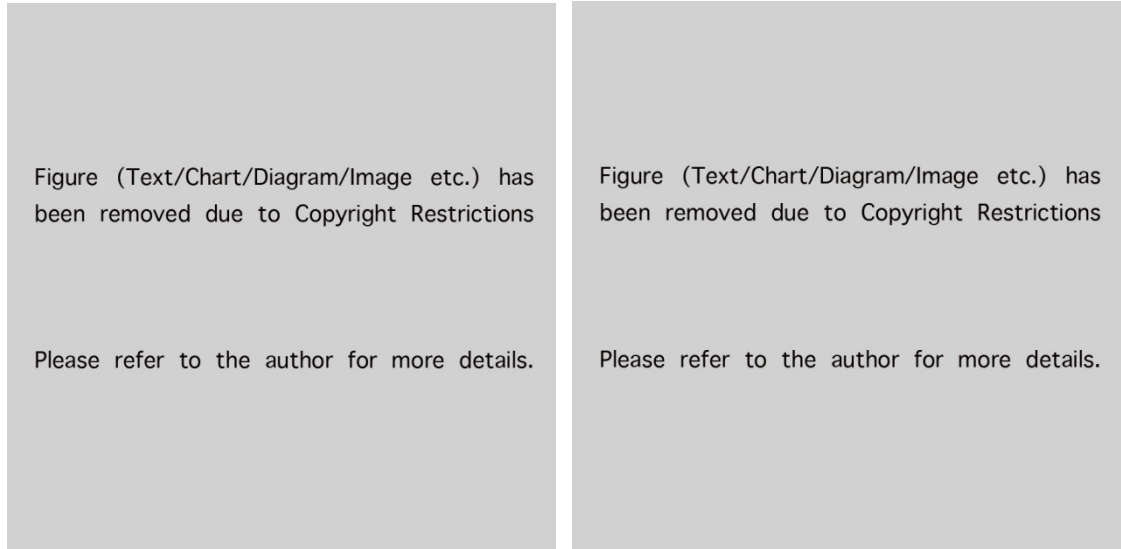 Figure (Text/Chart/Diagram/Image etc.) has
been removed due to Copyright Restrictions
Please refer to the author for more details.
Figure (Text/Chart/Diagram/Image etc.) has
been removed due to Copyright Restrictions
Please refer to the author for more details.